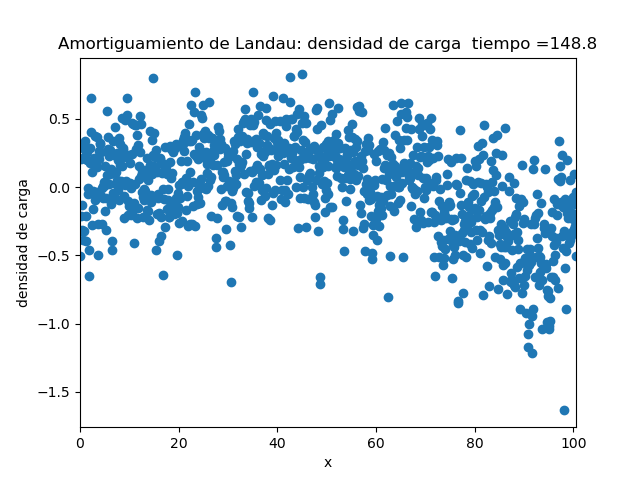 Amortiguamiento de Landau: densidad de carga  tiempo =148.8
densidad de carga
0.5
0.0
−0.5
−1.0
−1.5
0 20 40 60 80 100
x